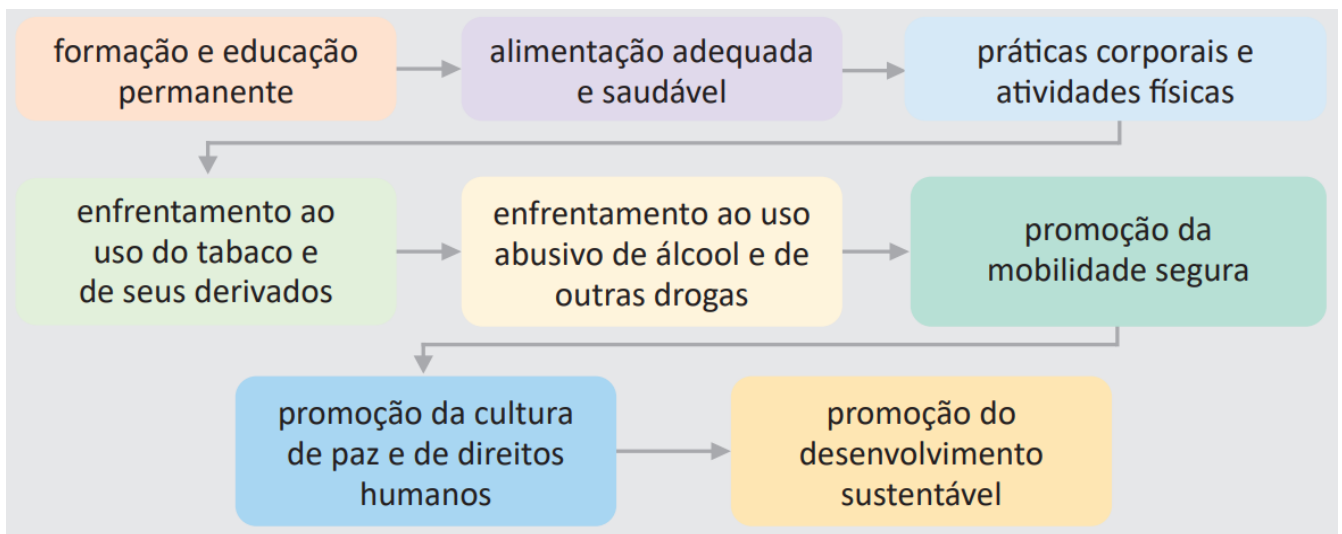 formação e educação
permanente
alimentação adequada
e saudável
práticas corporais e
atividades físicas
enfrentamento ao
uso do tabaco e
de seus derivados
enfrentamento ao uso
abusivo de álcool e de
outras drogas
promoção da
mobilidade segura
promoção da cultura
de paz e de direitos
humanos
promoção do
desenvolvimento
sustentável